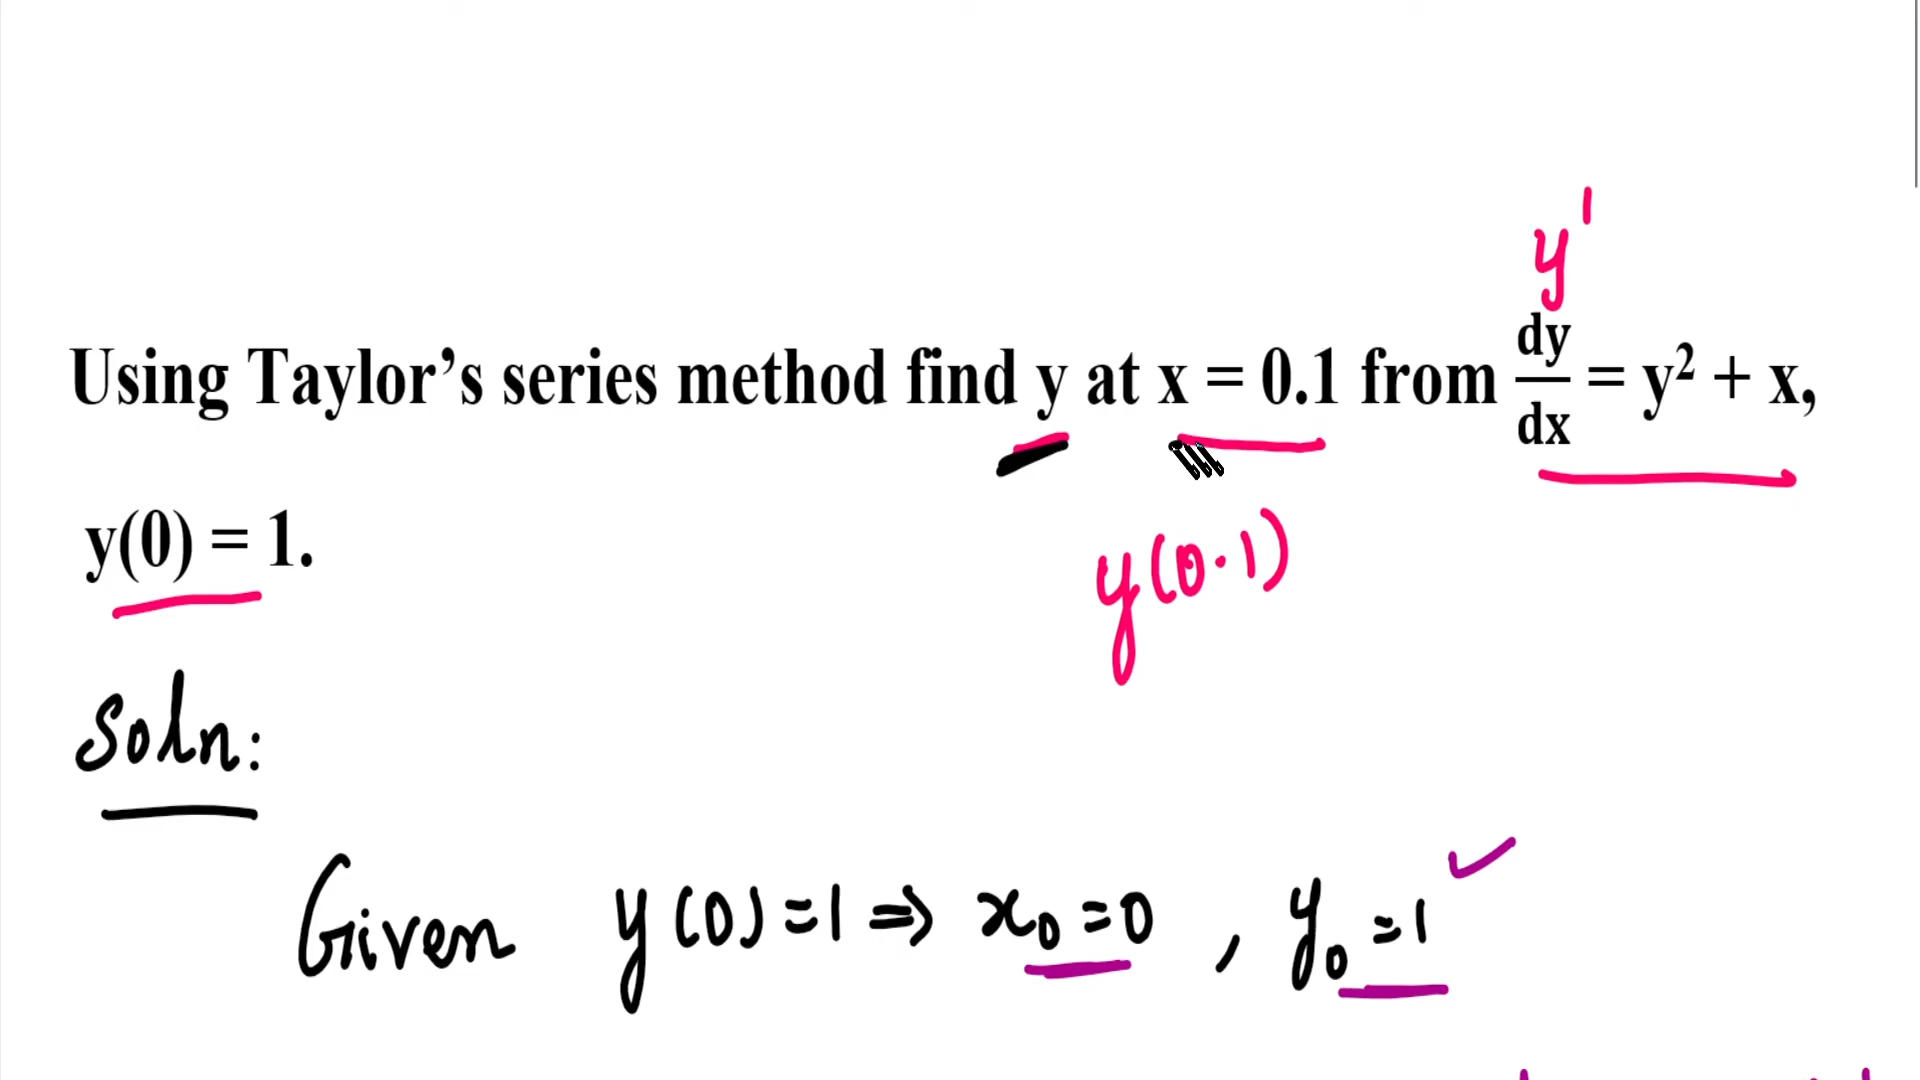 y'
Using Taylor’s series method find y at x = 0.1 from dy/dx = y² + x,
y(0) = 1.
y(0.1)
Soln:
Given y(0)=1 ⇒ x₀=0 , y₀=1 ✓